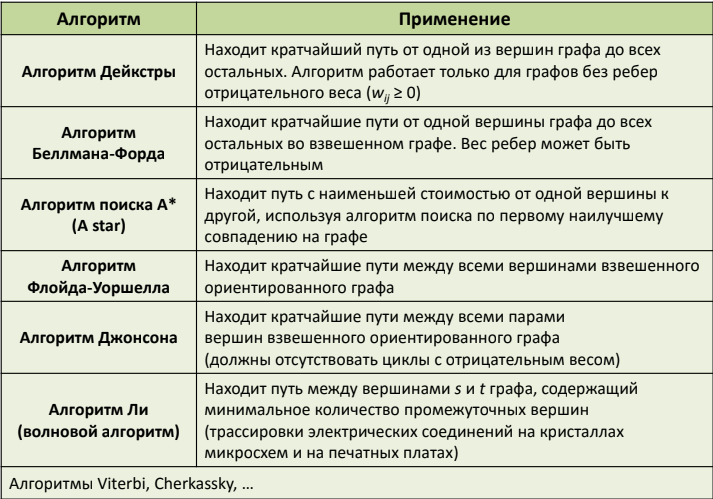 Алгоритм
Применение
Алгоритм Дейкстры
Находит кратчайший путь от одной из вершин графа до всех
остальных. Алгоритм работает только для графов без ребер
отрицательного веса (wij ≥ 0)
Алгоритм
Беллмана-Форда
Находит кратчайшие пути от одной вершины графа до всех
остальных во взвешенном графе. Вес ребер может быть
отрицательным
Алгоритм поиска A*
(A star)
Находит путь с наименьшей стоимостью от одной вершины к
другой, используя алгоритм поиска по первому наилучшему
совпадению на графе
Алгоритм
Флойда-Уоршелла
Находит кратчайшие пути между всеми вершинами взвешенного
ориентированного графа
Алгоритм Джонсона
Находит кратчайшие пути между всеми парами
вершин взвешенного ориентированного графа
(должны отсутствовать циклы с отрицательным весом)
Алгоритм Ли
(волновой алгоритм)
Находит путь между вершинами s и t графа, содержащий
минимальное количество промежуточных вершин
(трассировки электрических соединений на кристаллах
микросхем и на печатных платах)
Алгоритмы Viterbi, Cherkassky, …